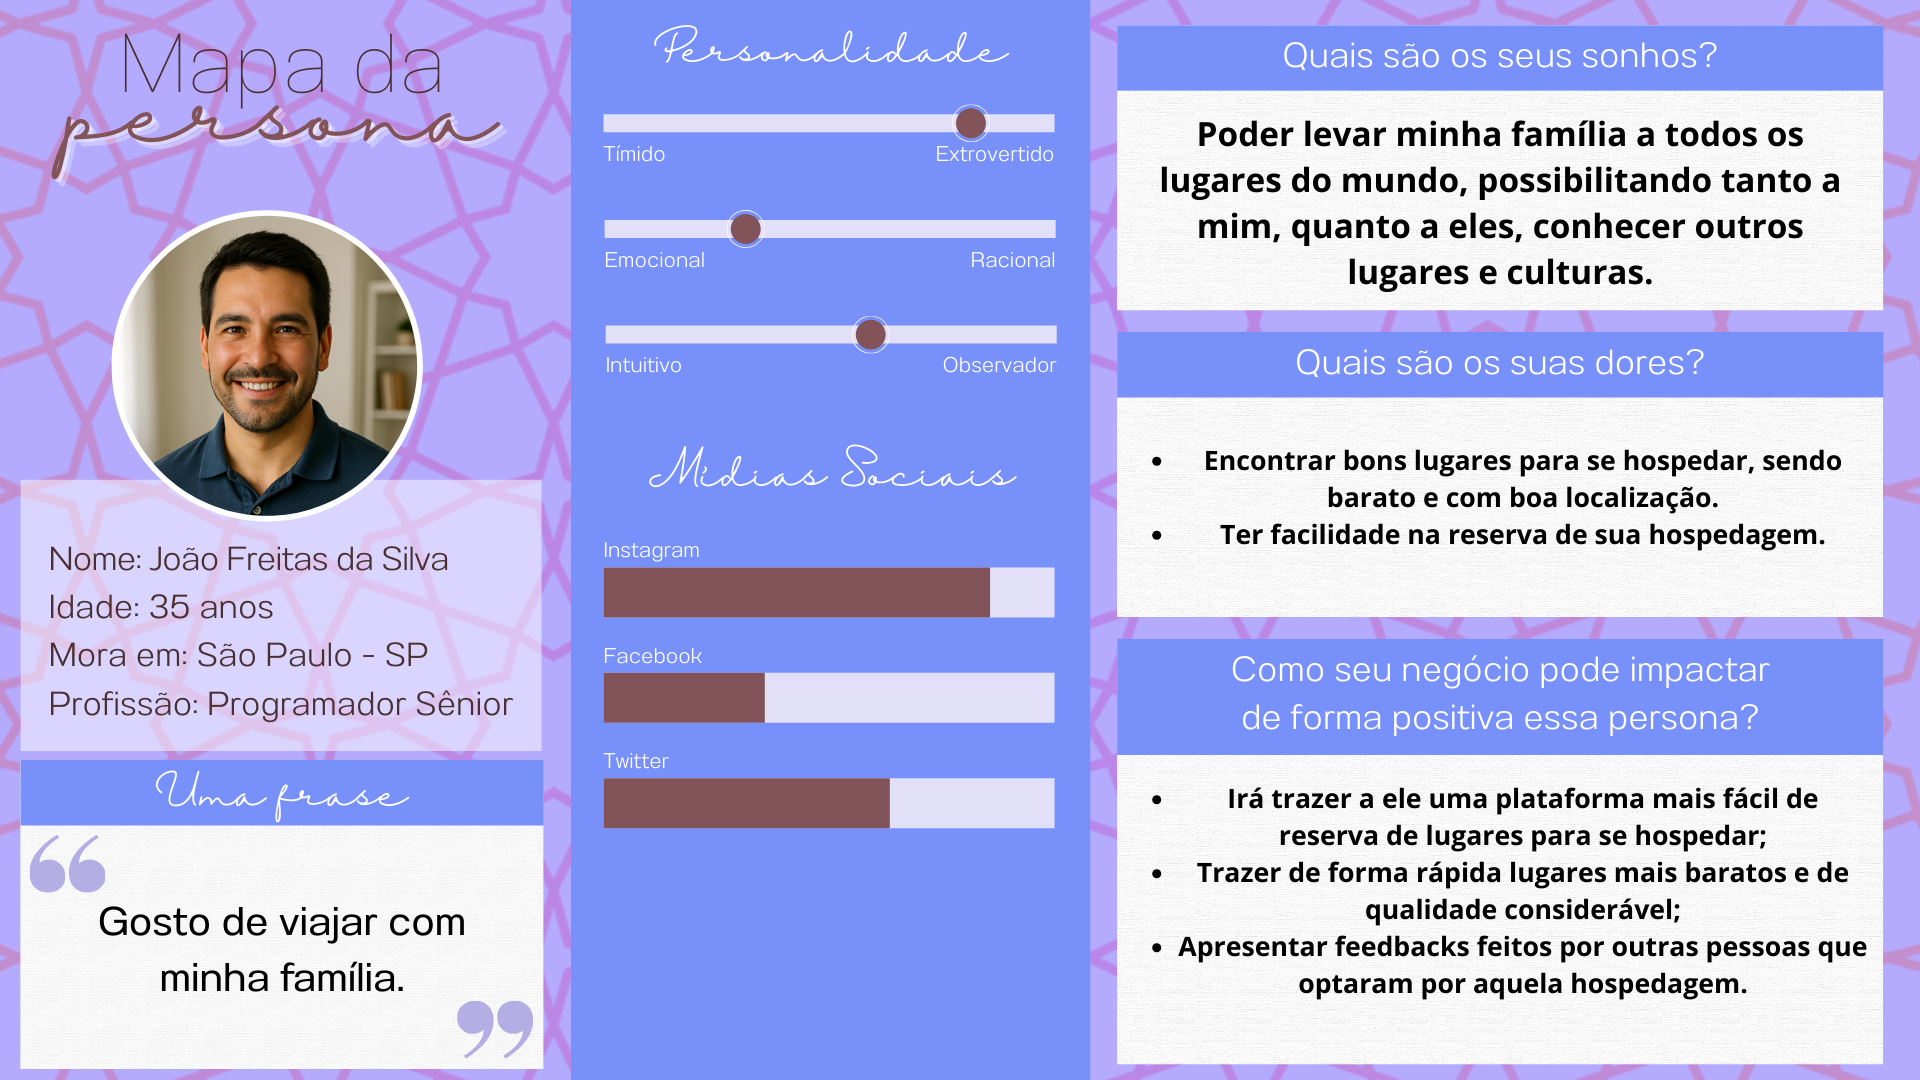 Mapa da
persona
Nome: João Freitas da Silva
Idade: 35 anos
Mora em: São Paulo - SP
Profissão: Programador Sênior
Uma frase
“
Gosto de viajar com
minha família.
”
Personalidade
Tímido Extrovertido
Emocional Racional
Intuitivo Observador
Mídias Sociais
Instagram
Facebook
Twitter
Quais são os seus sonhos?
Poder levar minha família a todos os
lugares do mundo, possibilitando tanto a
mim, quanto a eles, conhecer outros
lugares e culturas.
Quais são os suas dores?
• Encontrar bons lugares para se hospedar, sendo
barato e com boa localização.
• Ter facilidade na reserva de sua hospedagem.
Como seu negócio pode impactar
de forma positiva essa persona?
• Irá trazer a ele uma plataforma mais fácil de
reserva de lugares para se hospedar;
• Trazer de forma rápida lugares mais baratos e de
qualidade considerável;
• Apresentar feedbacks feitos por outras pessoas que
optaram por aquela hospedagem.